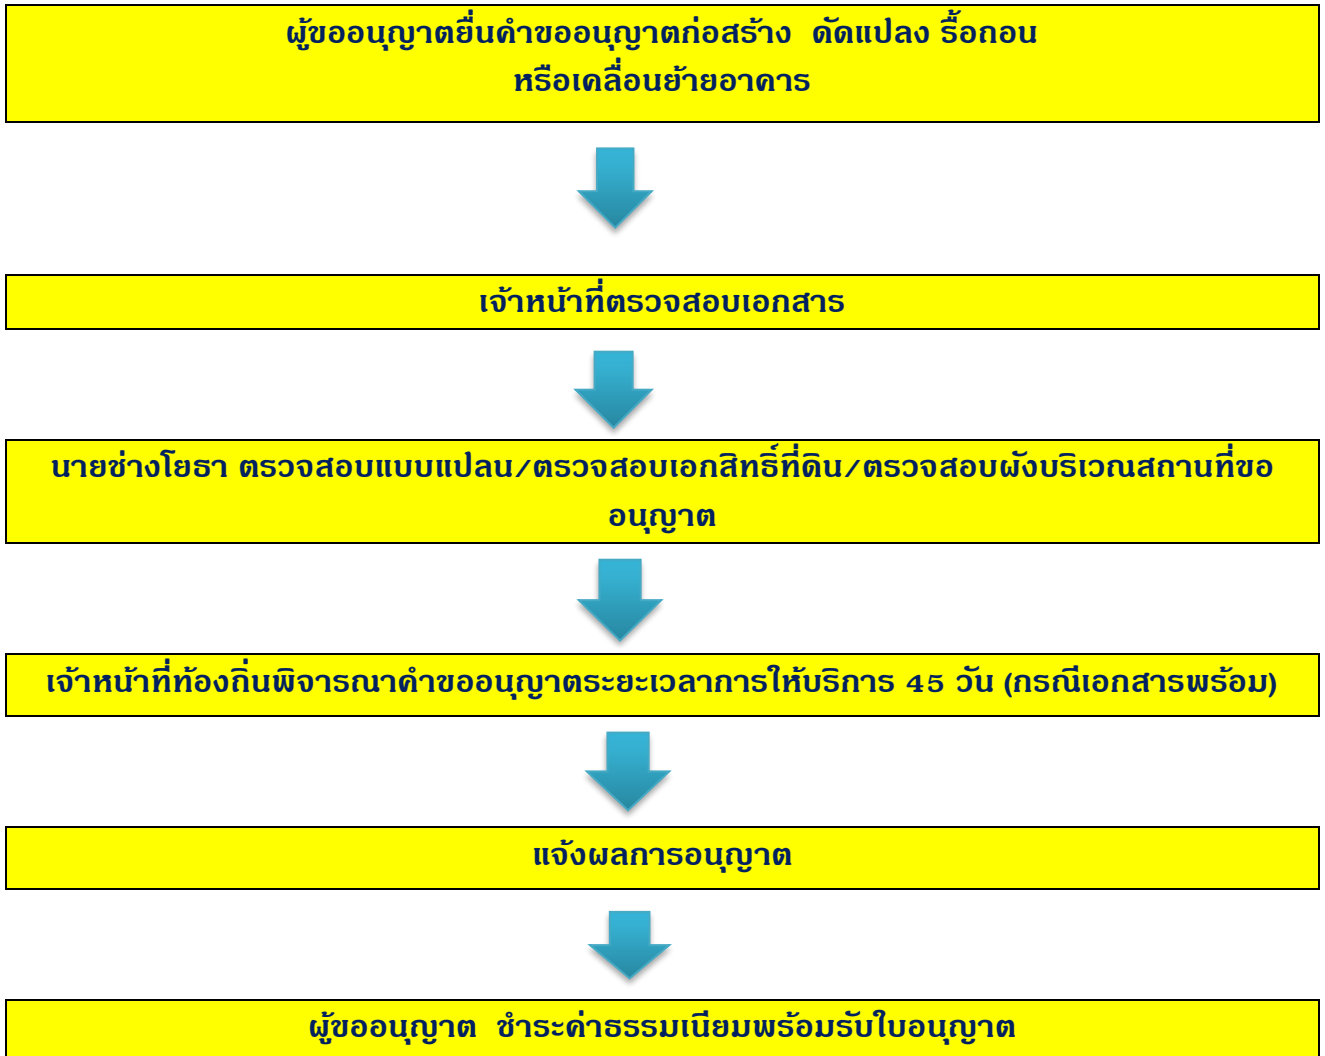 ผู้ขออนุญาตยื่นคำขออนุญาตก่อสร้าง ดัดแปลง รื้อถอน
หรือเคลื่อนย้ายอาคาร
เจ้าหน้าที่ตรวจสอบเอกสาร
นายช่างโยธา ตรวจสอบแบบแปลน/ตรวจสอบเอกสิทธิ์ที่ดิน/ตรวจสอบผังบริเวณสถานที่ขอ
อนุญาต
เจ้าหน้าที่ท้องถิ่นพิจารณาคำขออนุญาตระยะเวลาการให้บริการ 45 วัน (กรณีเอกสารพร้อม)
แจ้งผลการอนุญาต
ผู้ขออนุญาต ชำระค่าธรรมเนียมพร้อมรับใบอนุญาต